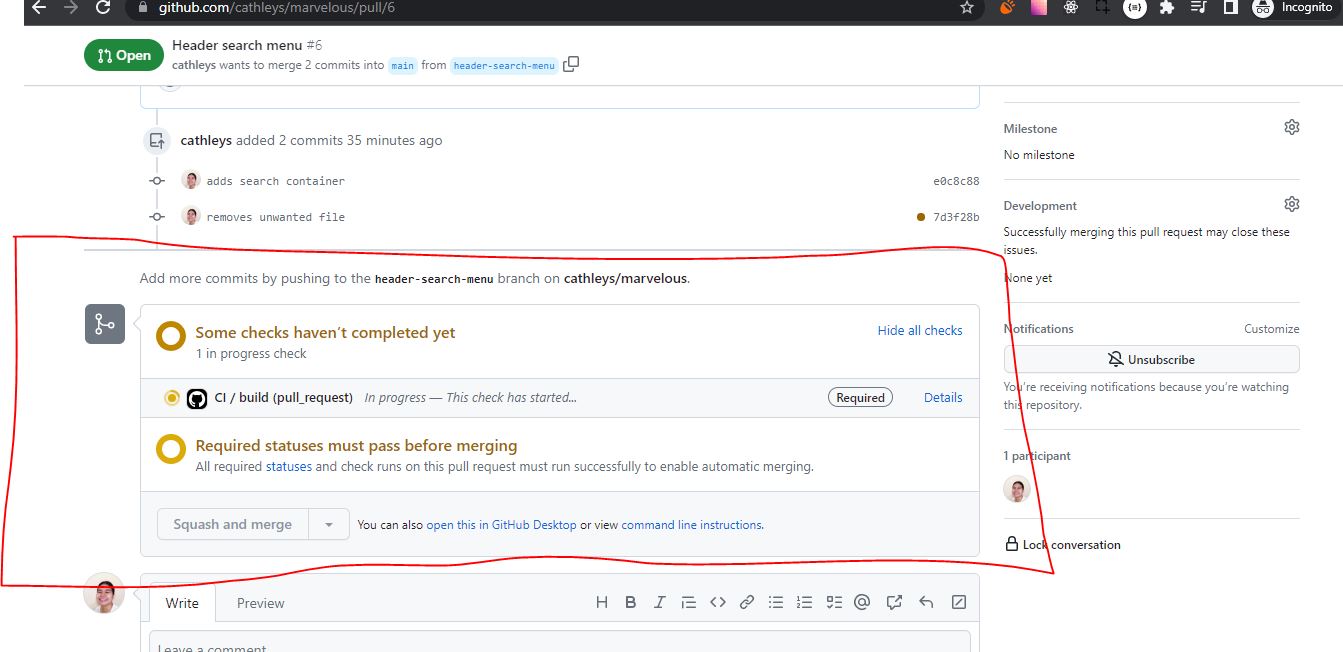 github.com/cathleys/marvelous/pull/6
Incognito
Open
Header search menu #6
cathleys wants to merge 2 commits into main from header-search-menu
cathleys added 2 commits 35 minutes ago
adds search container e0c8c88
removes unwanted file 7d3f28b
Add more commits by pushing to the header-search-menu branch on cathleys/marvelous.
Some checks haven't completed yet
Hide all checks
1 in progress check
CI / build (pull_request) In progress — This check has started...
Required
Details
Required statuses must pass before merging
All required statuses and check runs on this pull request must run successfully to enable automatic merging.
Squash and merge
You can also open this in GitHub Desktop or view command line instructions.
Write
Preview
H B I
Leave a comment
Milestone
No milestone
Development
Successfully merging this pull request may close these
issues.
None yet
Notifications
Customize
Unsubscribe
You're receiving notifications because you're watching
this repository.
1 participant
Lock conversation